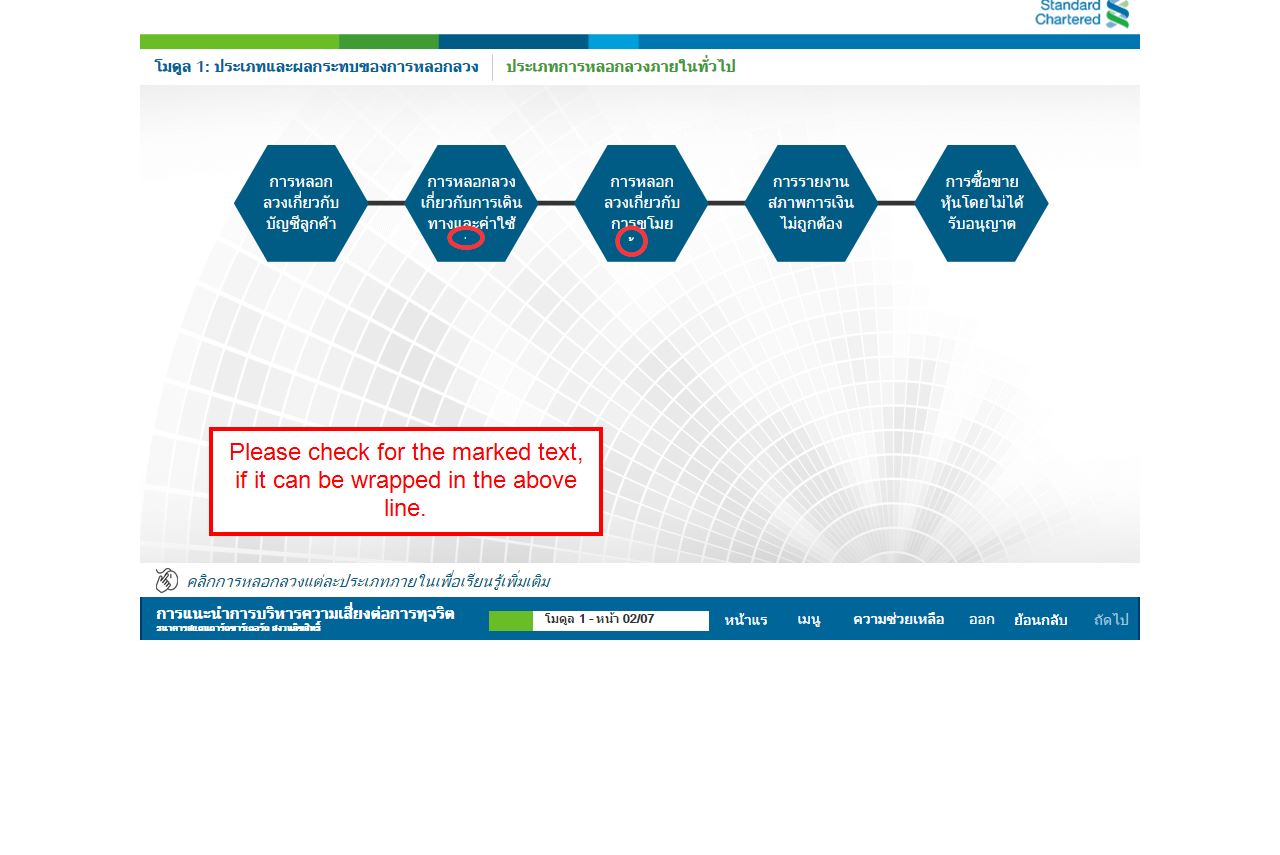 Standard
Chartered
โมดูล 1: ประเภทและผลกระทบของการหลอกลวง
ประเภทการหลอกลวงภายในทั่วไป
การหลอก
ลวงเกี่ยวกับ
บัญชีลูกค้า
การหลอกลวง
เกี่ยวกับการเดิน
ทางและค่าใช้
การหลอก
ลวงเกี่ยวกับ
การขโมย
การรายงาน
สภาพการเงิน
ไม่ถูกต้อง
การซื้อขาย
หุ้นโดยไม่ได้
รับอนุญาต
Please check for the marked text,
if it can be wrapped in the above
line.
คลิกการหลอกลวงแต่ละประเภทภายในเพื่อเรียนรู้เพิ่มเติม
การแนะนำการบริหารความเสี่ยงต่อการทุจริต
โมดูล 1 - หน้า 02/07
หน้าแร
เมนู
ความช่วยเหลือ
ออก
ย้อนกลับ
ถัดไป